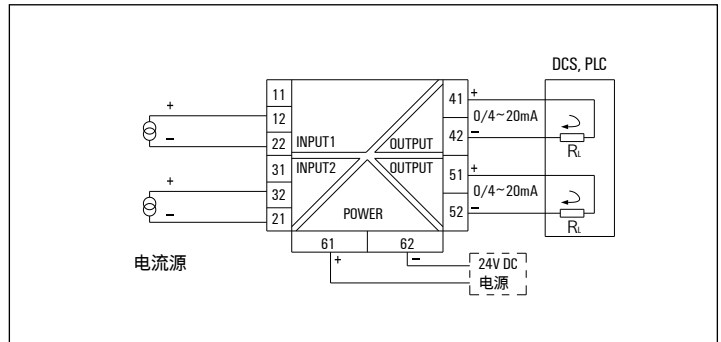 DCS, PLC
11
12
22
31
32
21
+
−
+
−
INPUT1
INPUT2
OUTPUT
OUTPUT
POWER
41
42
51
52
+
0/4~20mA
−
RL
+
0/4~20mA
−
RL
61
62
+
−
24V DC
电源
电流源